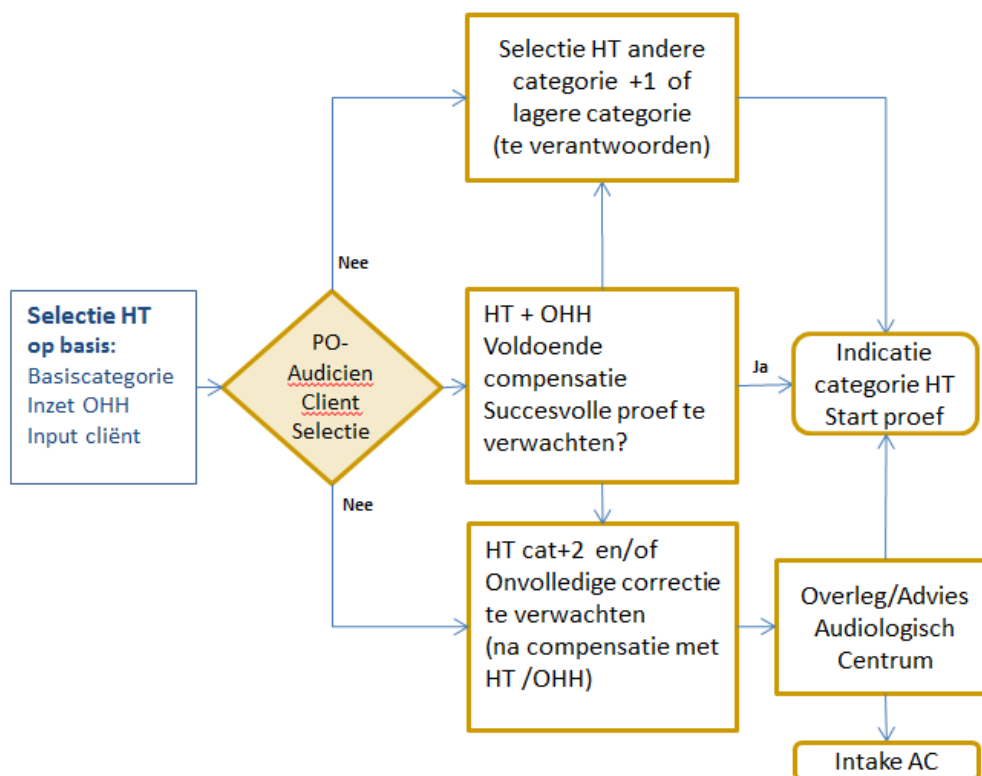 Selectie HT andere
categorie +1 of
lagere categorie
(te verantwoorden)
Nee
Selectie HT
op basis:
Basiscategorie
Inzet OHH
Input cliënt
PO-
Audicien
Client
Selectie
HT + OHH
Voldoende
compensatie
Succesvolle proef te
verwachten?
Ja
Indicatie
categorie HT
Start proef
Nee
HT cat+2 en/of
Onvolledige correctie
te verwachten
(na compensatie met
HT /OHH)
Overleg/Advies
Audiologisch
Centrum
Intake AC